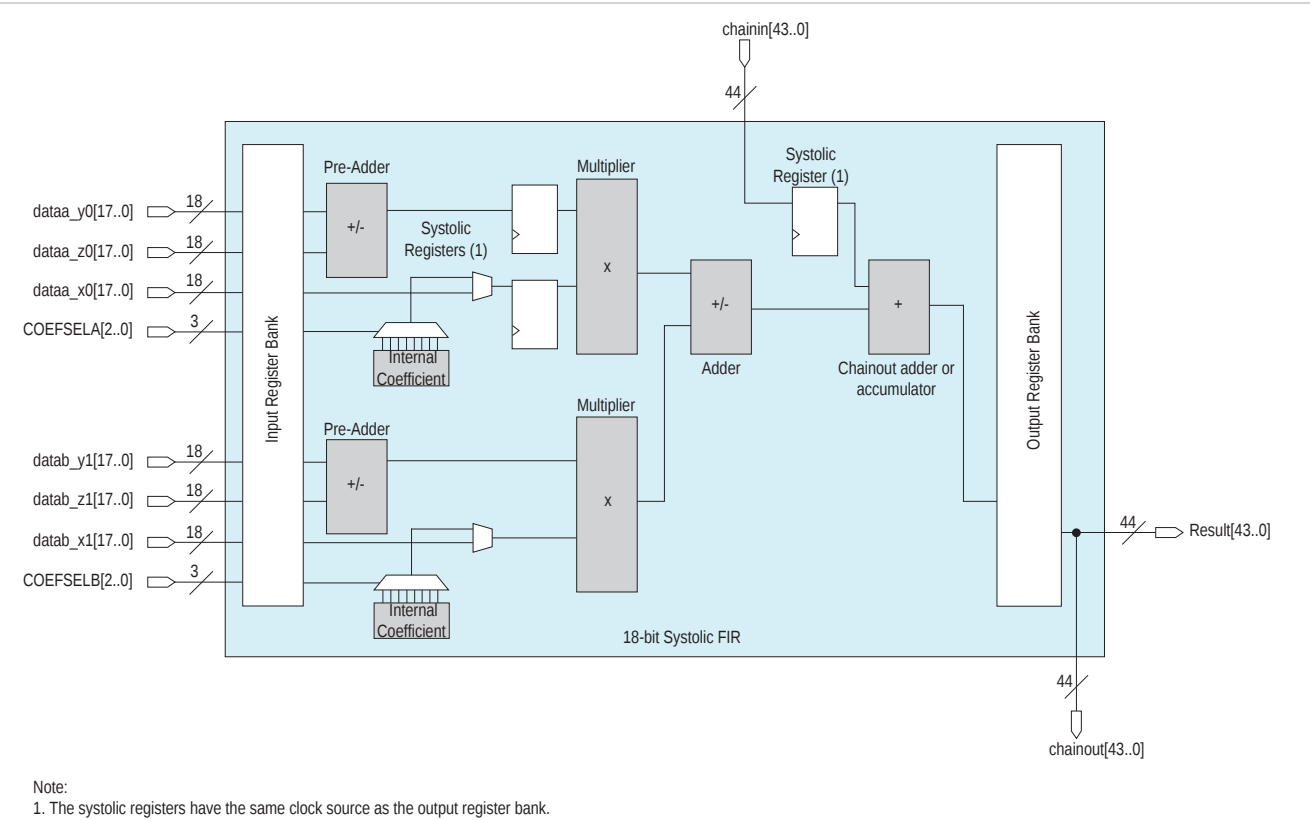 chainin[43..0]
44
Systolic
Register (1)
Pre-Adder
Multiplier
dataa_y0[17..0]
18
+/-
Systolic
Registers (1)
dataa_z0[17..0]
18
x
dataa_x0[17..0]
18
+/-
+
COEFSELA[2..0]
3
Internal
Coefficient
Adder
Chainout adder or
accumulator
Input Register Bank
Output Register Bank
Multiplier
Pre-Adder
datab_y1[17..0]
18
+/-
datab_z1[17..0]
18
x
datab_x1[17..0]
18
44
Result[43..0]
COEFSELB[2..0]
3
Internal
Coefficient
18-bit Systolic FIR
44
chainout[43..0]
Note:
1. The systolic registers have the same clock source as the output register bank.